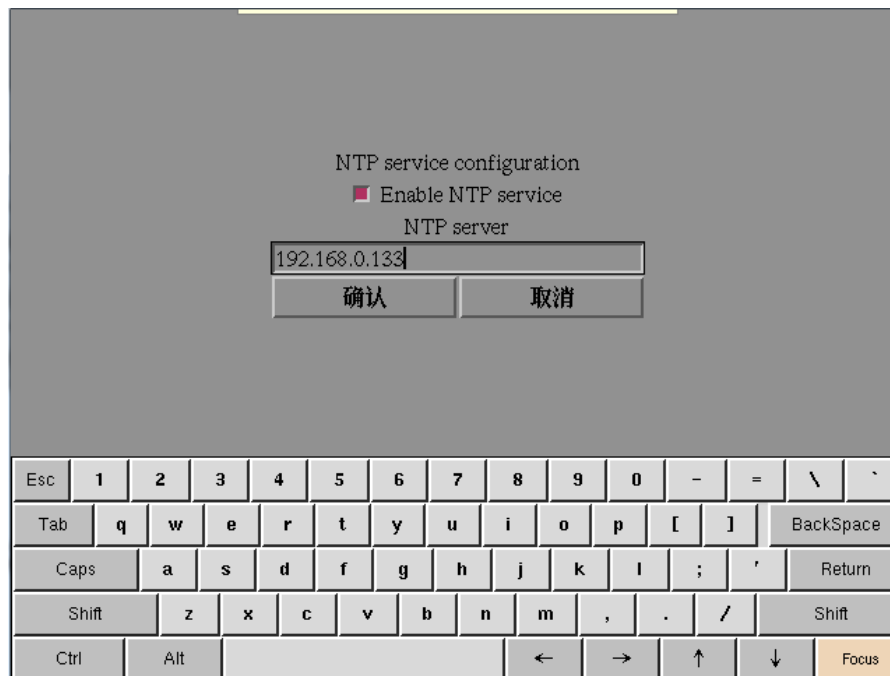 NTP service configuration
Enable NTP service
NTP server
192.168.0.133
确认 取消
Esc 1 2 3 4 5 6 7 8 9 0 - = \ `
Tab q w e r t y u i o p [ ] BackSpace
Caps a s d f g h j k l ; ' Return
Shift z x c v b n m , . / Shift
Ctrl Alt ← → ↑ ↓ Focus